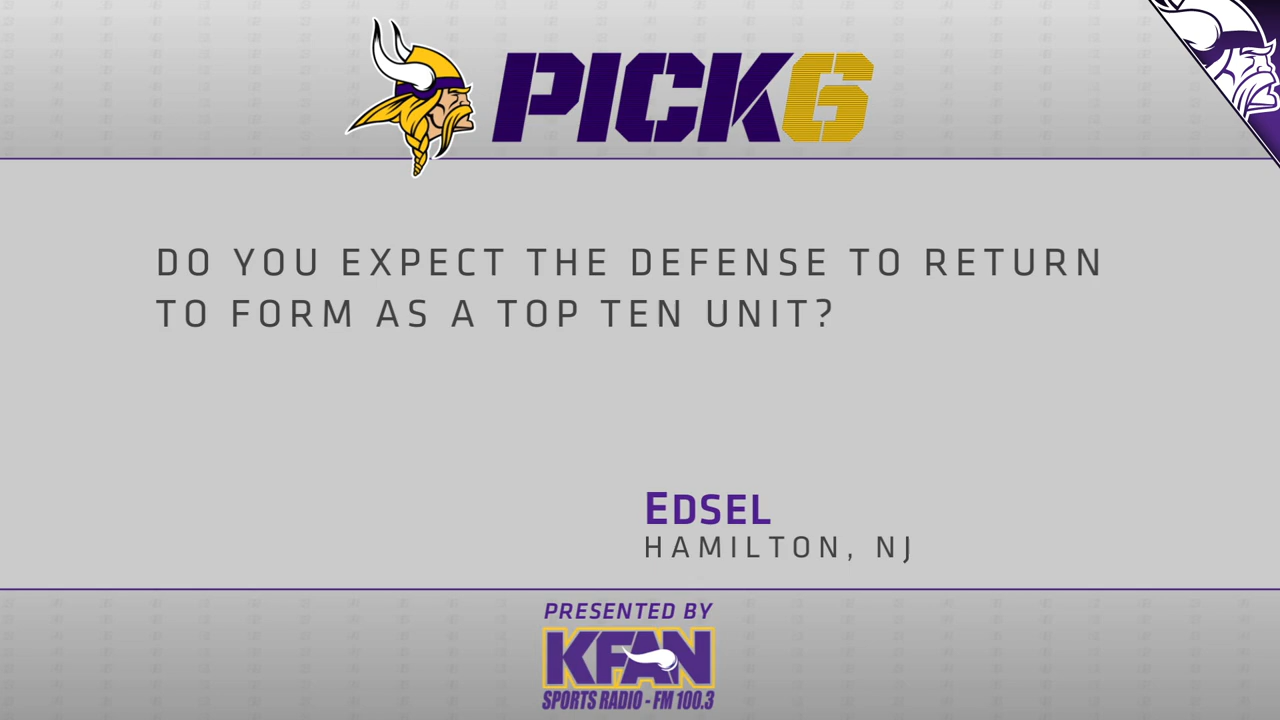 PICK6
DO YOU EXPECT THE DEFENSE TO RETURN
TO FORM AS A TOP TEN UNIT?
EDSEL
HAMILTON, NJ
PRESENTED BY
KFAN
SPORTS RADIO - FM 100.3